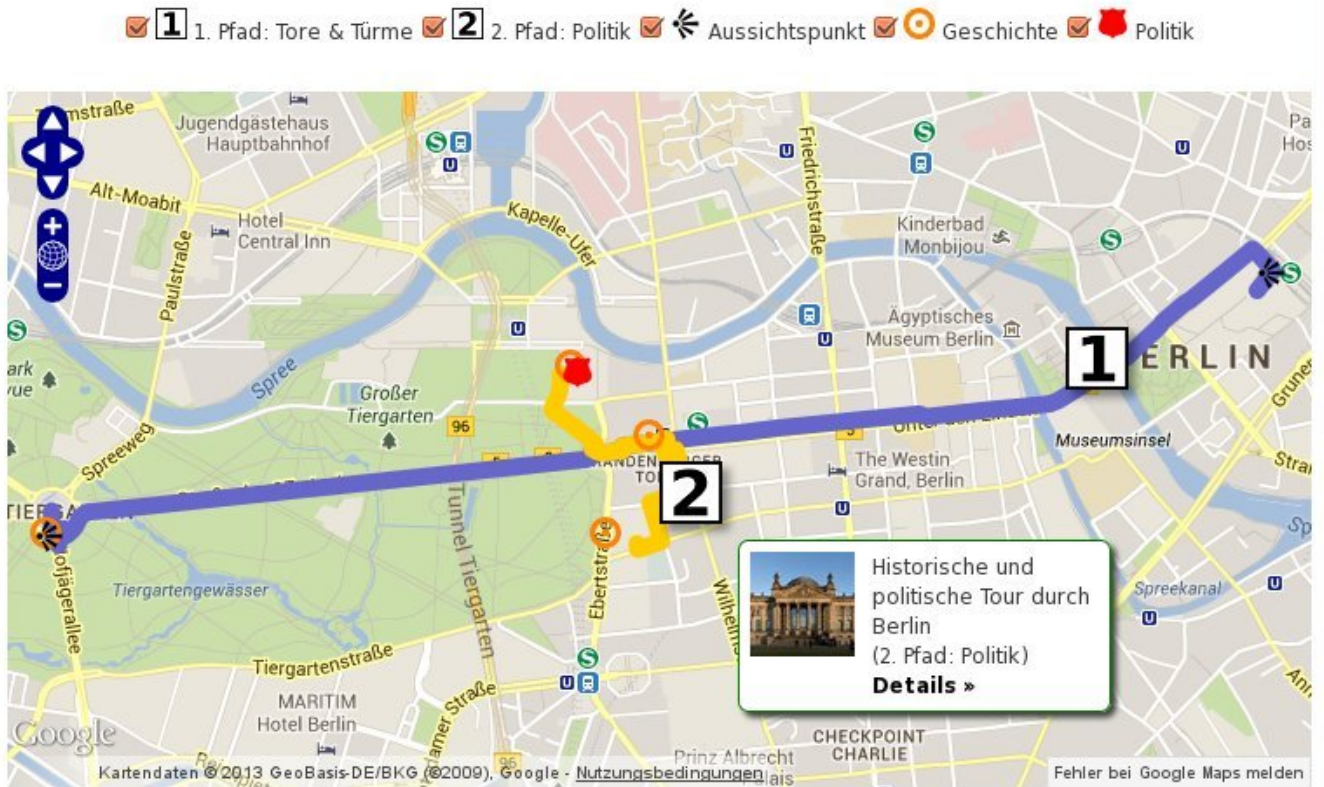 1 1. Pfad: Tore & Türme 2 2. Pfad: Politik Aussichtspunkt Geschichte Politik
Jugendgästehaus
Hauptbahnhof
Alt-Moabit
Hotel
Central Inn
Paulstraße
Kapelle-Ufer
Friedrichstraße
Kinderbad
Monbijou
Ägyptisches
Museum Berlin
Spree
Großer
Tiergarten
96
1
ERLIN
Museumsinsel
Spreeweg
The Westin
Grand, Berlin
2
Tunnel Tiergarten
Ebertstraße
Tiergartengewässer
Tiergartenstraße
Spreekanal
Historische und
politische Tour durch
Berlin
(2. Pfad: Politik)
Details »
MARITIM
Hotel Berlin
CHECKPOINT
CHARLIE
Prinz Albrecht
Google
96
Kartendaten © 2013 GeoBasis-DE/BKG (©2009), Google - Nutzungsbedingungen
Fehler bei Google Maps melden